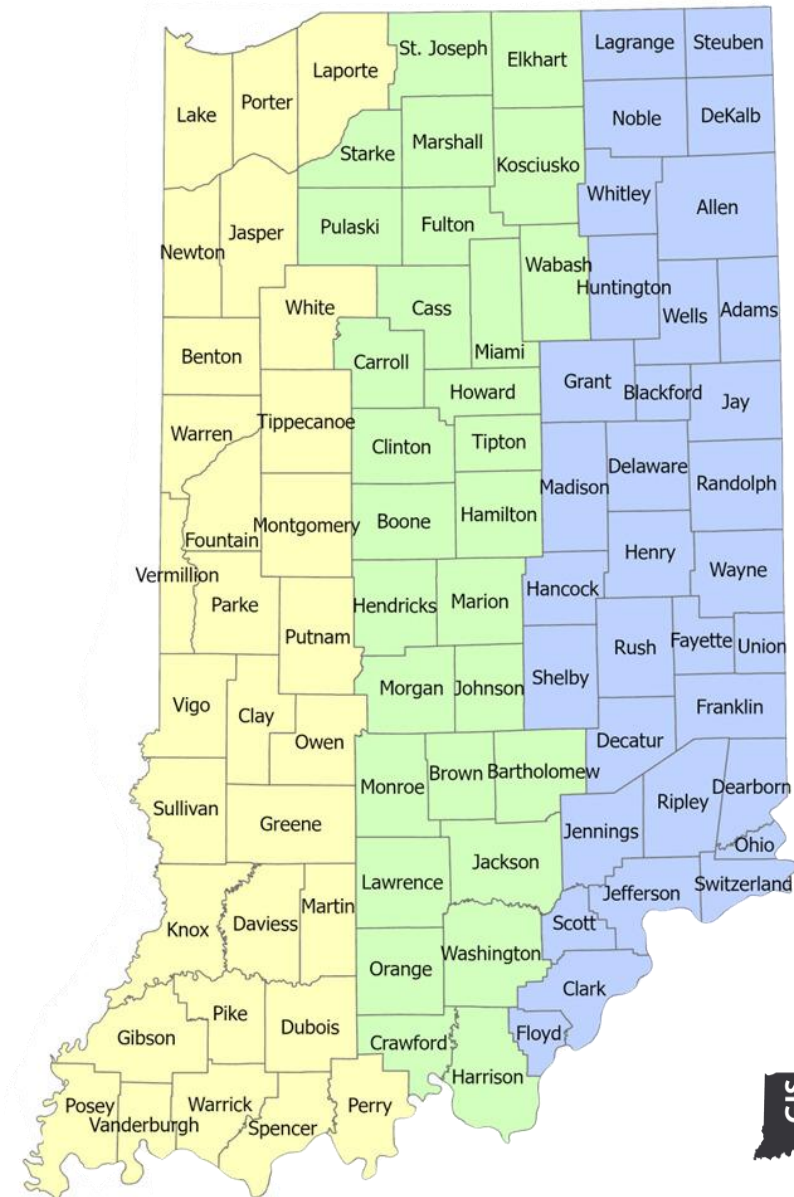 St. Joseph
Lagrange
Steuben
Elkhart
Laporte
Porter
Lake
Noble
DeKalb
Marshall
Starke
Kosciusko
Whitley
Allen
Pulaski
Fulton
Jasper
Newton
Wabash
Huntington
White
Cass
Wells
Adams
Benton
Miami
Carroll
Grant
Howard
Blackford
Jay
Tippecanoe
Warren
Clinton
Tipton
Delaware
Madison
Randolph
Boone
Hamilton
Montgomery
Fountain
Henry
Wayne
Vermillion
Hancock
Parke
Hendricks
Marion
Putnam
Rush
Fayette
Union
Shelby
Morgan
Johnson
Vigo
Clay
Franklin
Owen
Decatur
Monroe
Brown
Bartholomew
Dearborn
Ripley
Sullivan
Greene
Jennings
Ohio
Jackson
Lawrence
Switzerland
Jefferson
Martin
Daviess
Knox
Scott
Washington
Orange
Clark
Pike
Dubois
Floyd
Gibson
Crawford
Harrison
Posey
Warrick
Perry
Vanderburgh
Spencer
GIS